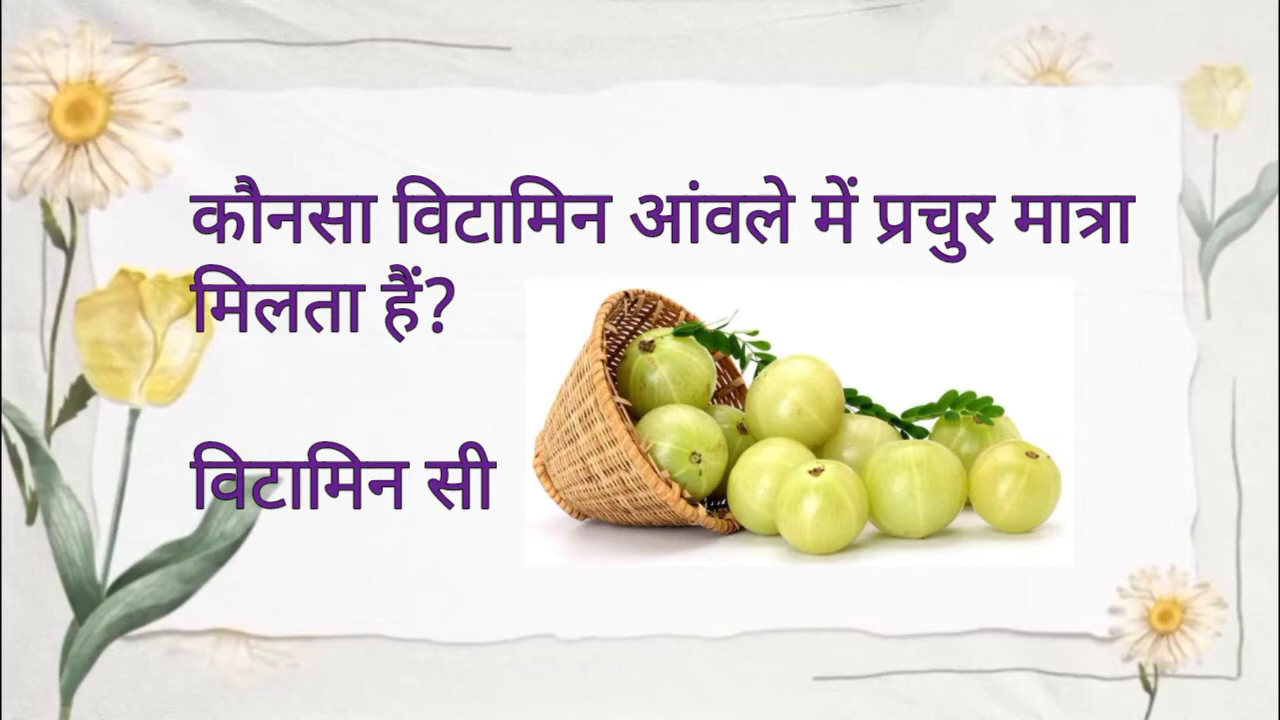 कौनसा विटामिन आंवले में प्रचुर मात्रा
मिलता हैं?
विटामिन सी